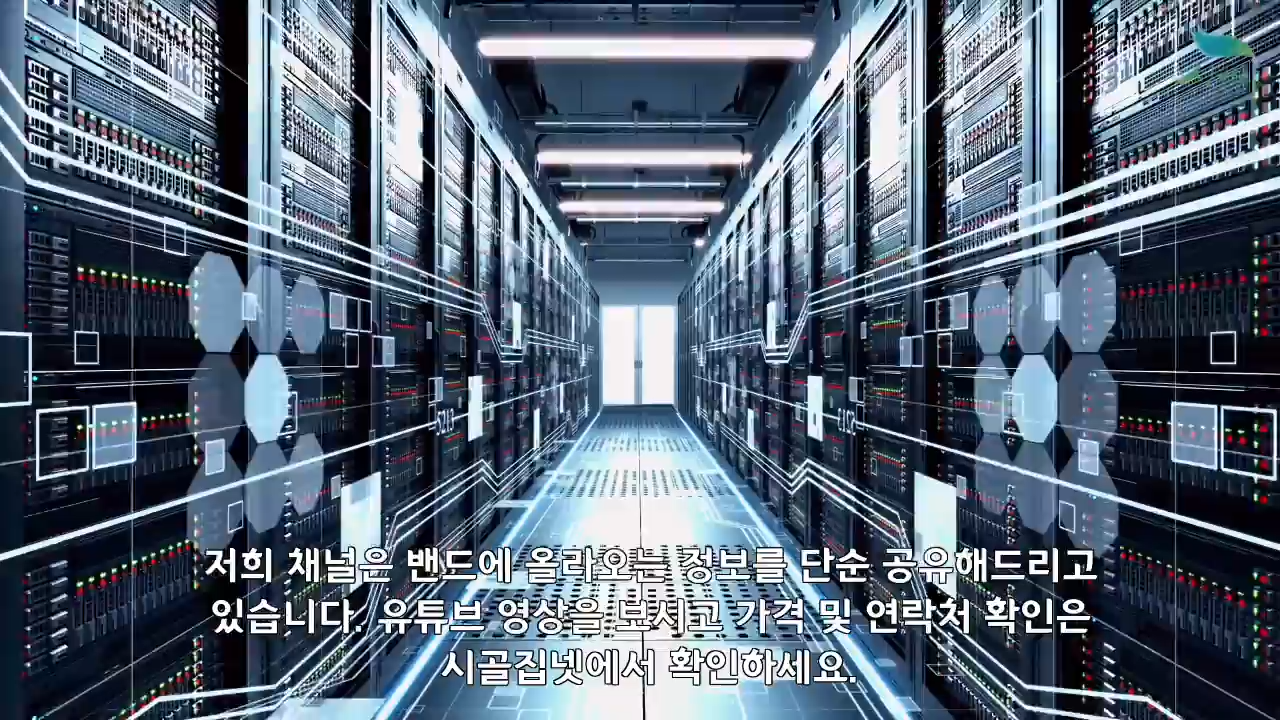 저희 채널은 밴드에 올라오는 정보를 단순 공유해드리고
있습니다. 유튜브 영상을 보시고 가격 및 연락처 확인은
시골집넷에서 확인하세요.